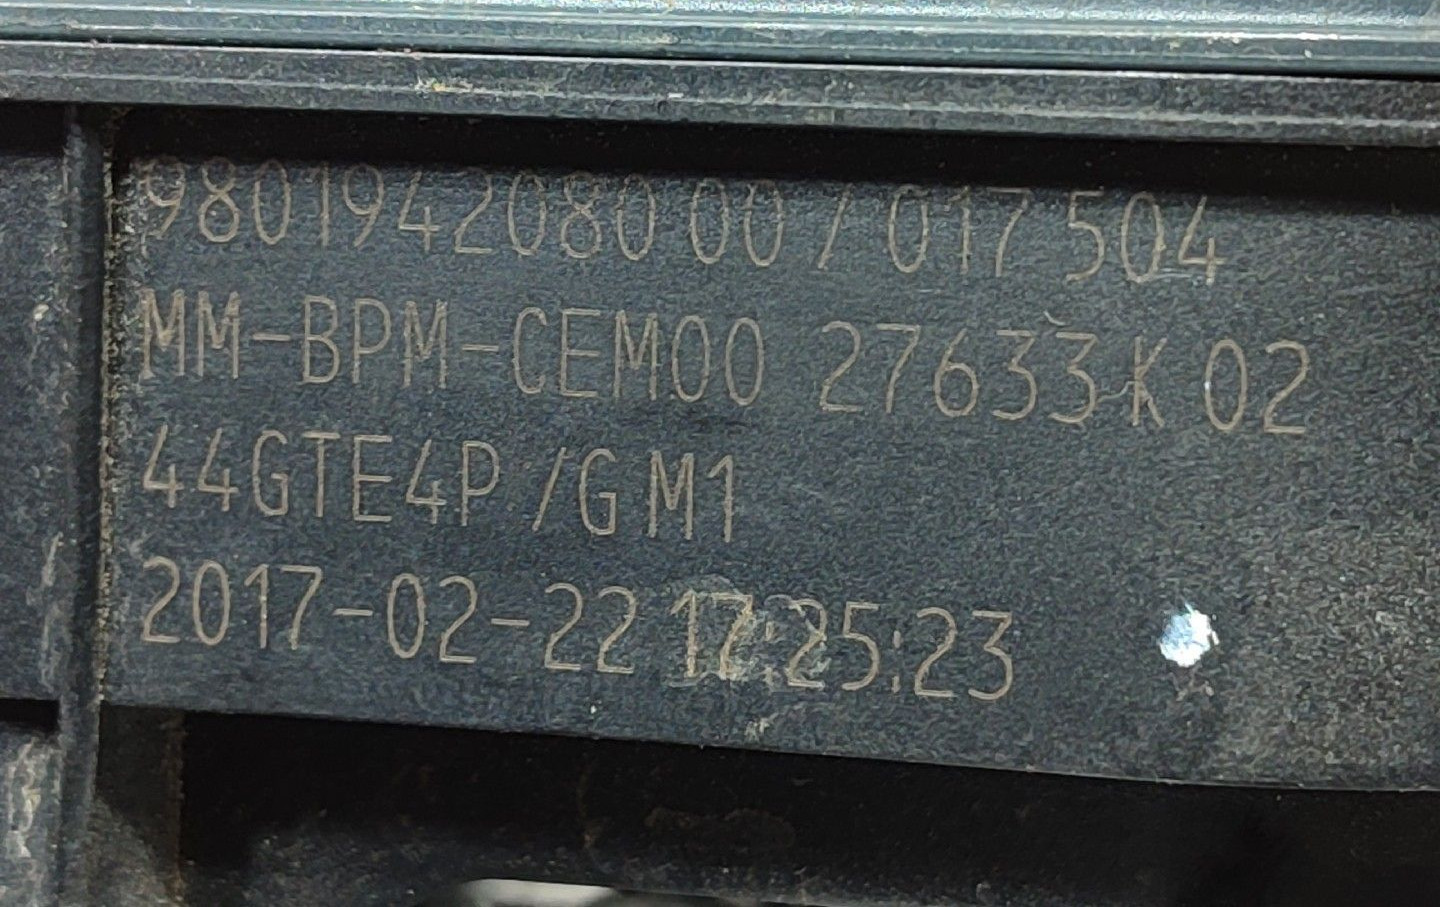 9801942080 00 / 017 504
MM-BPM-CEM00 27633 K 02
44GTE4P /G M1
2017-02-22 17:25:23